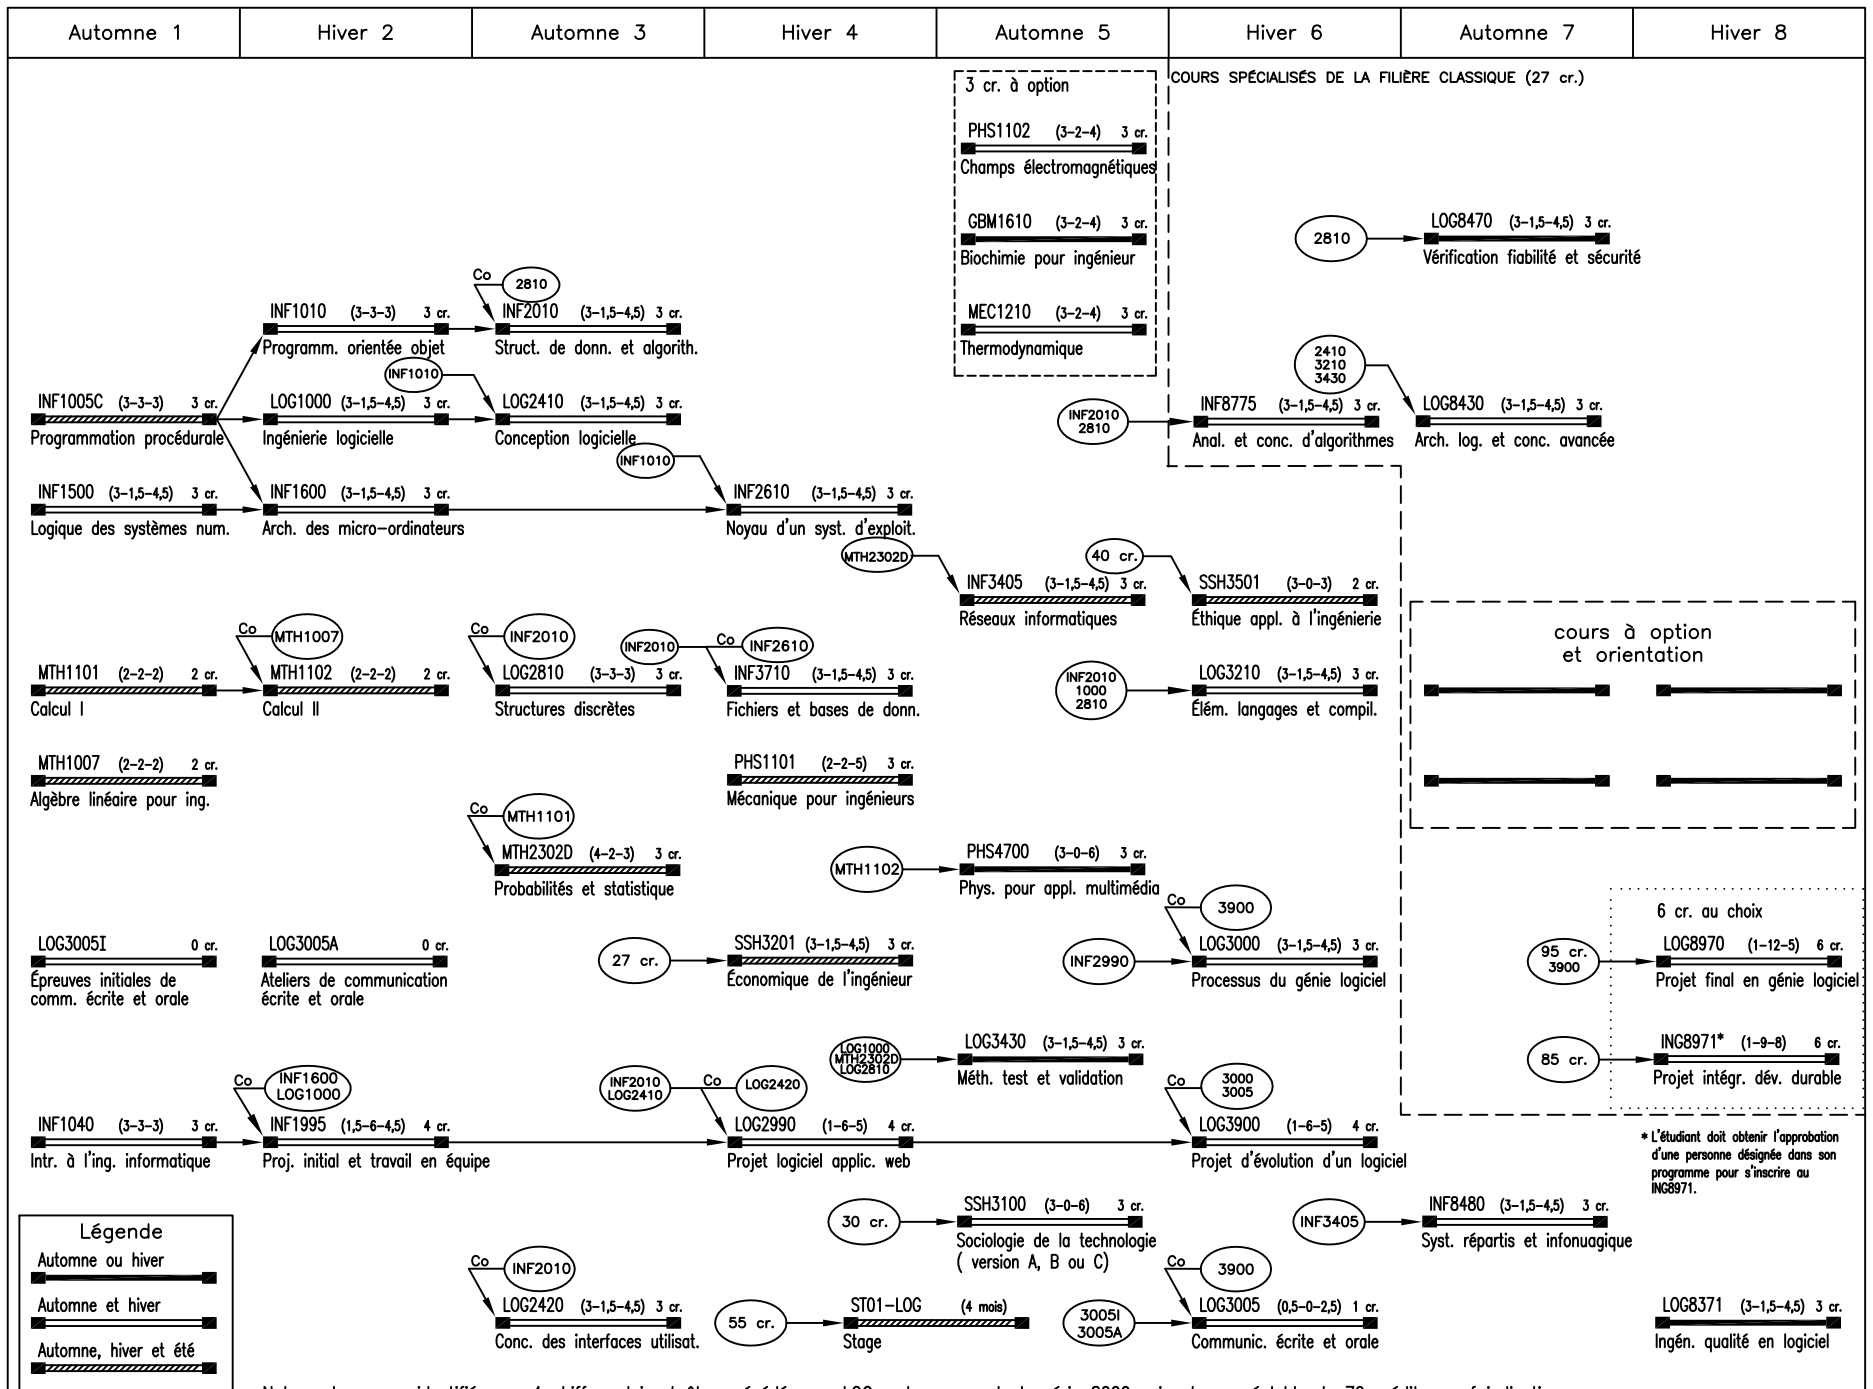 Automne 1
Hiver 2
Automne 3
Hiver 4
Automne 5
Hiver 6
Automne 7
Hiver 8
COURS SPÉCIALISÉS DE LA FILIÈRE CLASSIQUE (27 cr.)
3 cr. à option
PHS1102 (3-2-4) 3 cr.
Champs électromagnétiques
GBM1610 (3-2-4) 3 cr.
Biochimie pour ingénieur
MEC1210 (3-2-4) 3 cr.
Thermodynamique
2810
LOG8470 (3-1,5-4,5) 3 cr.
Vérification fiabilité et sécurité
Co
2810
INF1010 (3-3-3) 3 cr.
Programm. orientée objet
INF2010 (3-1,5-4,5) 3 cr.
Struct. de donn. et algorith.
INF1010
2410
3210
3430
INF1005C (3-3-3) 3 cr.
Programmation procédurale
LOG1000 (3-1,5-4,5) 3 cr.
Ingénierie logicielle
LOG2410 (3-1,5-4,5) 3 cr.
Conception logicielle
INF2010
2810
INF8775 (3-1,5-4,5) 3 cr.
Anal. et conc. d'algorithmes
LOG8430 (3-1,5-4,5) 3 cr.
Arch. log. et conc. avancée
INF1010
INF1500 (3-1,5-4,5) 3 cr.
Logique des systèmes num.
INF1600 (3-1,5-4,5) 3 cr.
Arch. des micro-ordinateurs
INF2610 (3-1,5-4,5) 3 cr.
Noyau d'un syst. d'exploit.
MTH2302D
40 cr.
INF3405 (3-1,5-4,5) 3 cr.
Réseaux informatiques
SSH3501 (3-0-3) 2 cr.
Éthique appl. à l'ingénierie
cours à option
et orientation
Co
MTH1007
Co
INF2010
INF2010
Co
INF2610
MTH1101 (2-2-2) 2 cr.
Calcul I
MTH1102 (2-2-2) 2 cr.
Calcul II
LOG2810 (3-3-3) 3 cr.
Structures discrètes
INF3710 (3-1,5-4,5) 3 cr.
Fichiers et bases de donn.
INF2010
1000
2810
LOG3210 (3-1,5-4,5) 3 cr.
Élém. langages et compil.
MTH1007 (2-2-2) 2 cr.
Algèbre linéaire pour ing.
PHS1101 (2-2-5) 3 cr.
Mécanique pour ingénieurs
Co
MTH1101
MTH2302D (4-2-3) 3 cr.
Probabilités et statistique
MTH1102
PHS4700 (3-0-6) 3 cr.
Phys. pour appl. multimédia
Co
3900
6 cr. au choix
LOG3005I 0 cr.
Épreuves initiales de
comm. écrite et orale
LOG3005A 0 cr.
Ateliers de communication
écrite et orale
27 cr.
SSH3201 (3-1,5-4,5) 3 cr.
Économique de l'ingénieur
INF2990
LOG3000 (3-1,5-4,5) 3 cr.
Processus du génie logiciel
95 cr.
3900
LOG8970 (1-12-5) 6 cr.
Projet final en génie logiciel
LOG1000
MTH2302D
LOG2810
LOG3430 (3-1,5-4,5) 3 cr.
Méth. test et validation
85 cr.
ING8971* (1-9-8) 6 cr.
Projet intégr. dév. durable
Co
INF1600
LOG1000
INF2010
LOG2410
Co
LOG2420
Co
3000
3005
INF1040 (3-3-3) 3 cr.
Intr. à l'ing. informatique
INF1995 (1,5-6-4,5) 4 cr.
Proj. initial et travail en équipe
LOG2990 (1-6-5) 4 cr.
Projet logiciel applic. web
LOG3900 (1-6-5) 4 cr.
Projet d'évolution d'un logiciel
* L'étudiant doit obtenir l'approbation
d'une personne désignée dans son
programme pour s'inscrire au
ING8971.
30 cr.
SSH3100 (3-0-6) 3 cr.
Sociologie de la technologie
( version A, B ou C)
INF3405
INF8480 (3-1,5-4,5) 3 cr.
Syst. répartis et infonuagique
Légende
Automne ou hiver
Automne et hiver
Automne, hiver et été
Co
INF2010
LOG2420 (3-1,5-4,5) 3 cr.
Conc. des interfaces utilisat.
55 cr.
ST01-LOG (4 mois)
Stage
Co
3900
3005I
3005A
LOG3005 (0,5-0-2,5) 1 cr.
Communic. écrite et orale
LOG8371 (3-1,5-4,5) 3 cr.
Ingén. qualité en logiciel